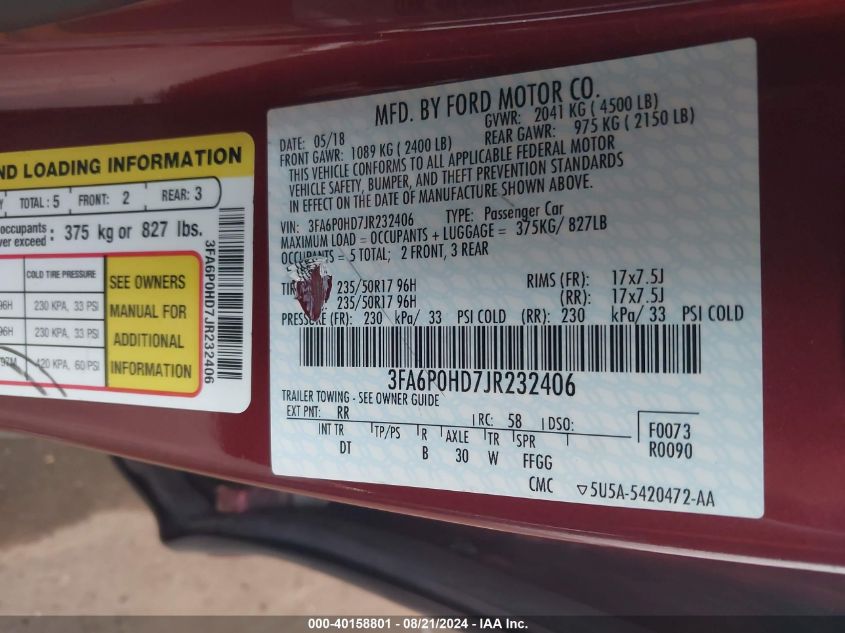 ND LOADING INFORMATION
Y TOTAL : 5 FRONT: 2 REAR: 3
occupants
exceed : 375 kg or 827 lbs.
COLD TIRE PRESSURE
96H 230 KPA, 33 PSI
96H 230 KPA, 33 PSI
97M 420 KPA, 60 PSI
SEE OWNERS
MANUAL FOR
ADDITIONAL
INFORMATION
3FA6P0HD7JR232406
MFD. BY FORD MOTOR CO.
DATE: 05/18 GVWR: 2041 KG ( 4500 LB)
FRONT GAWR: 1089 KG ( 2400 LB) REAR GAWR: 975 KG ( 2150 LB)
THIS VEHICLE CONFORMS TO ALL APPLICABLE FEDERAL MOTOR
VEHICLE SAFETY, BUMPER, AND THEFT PREVENTION STANDARDS
IN EFFECT ON THE DATE OF MANUFACTURE SHOWN ABOVE.
VIN: 3FA6P0HD7JR232406 TYPE: Passenger Car
MAXIMUM LOAD = OCCUPANTS + LUGGAGE = 375KG/ 827LB
OCCUPANTS = 5 TOTAL; 2 FRONT, 3 REAR
235/50R17 96H RIMS (FR): 17x7.5J
235/50R17 96H (RR): 17x7.5J
PRESSURE (FR): 230 kPa/ 33 PSI COLD (RR): 230 kPa/ 33 PSI COLD
3FA6P0HD7JR232406
TRAILER TOWING - SEE OWNER GUIDE
EXT PNT: RR RC: 58 DSO: F0073
INT TR TP/PS R AXLE TR SPR R0090
DT B 30 W FFGG
CMC ▽5U5A-5420472-AA
000-40158801 - 08/21/2024 - IAA Inc.